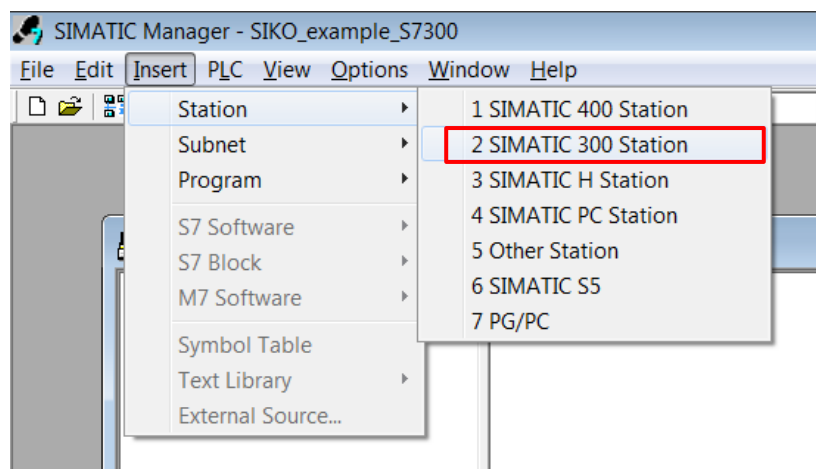 SIMATIC Manager - SIKO_example_S7300
File Edit Insert PLC View Options Window Help
Station
Subnet
Program
S7 Software
S7 Block
M7 Software
Symbol Table
Text Library
External Source...
1 SIMATIC 400 Station
2 SIMATIC 300 Station
3 SIMATIC H Station
4 SIMATIC PC Station
5 Other Station
6 SIMATIC S5
7 PG/PC